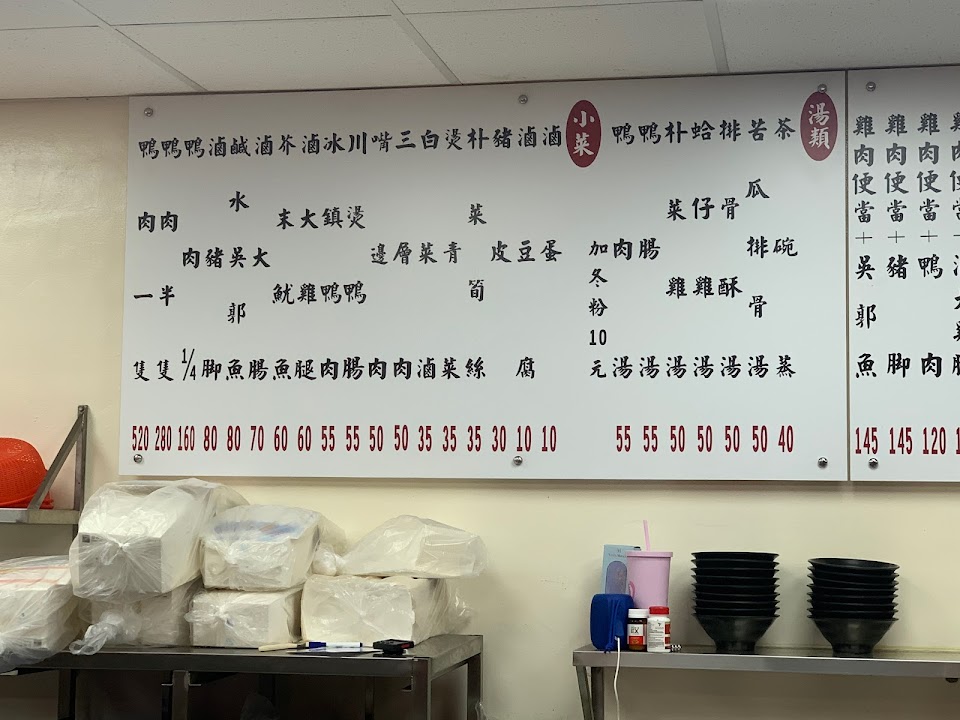 雞肉便當+鴨肉 120
雞肉便當+豬脚 145
雞肉便當+吳郭魚 145
湯類
茶碗蒸 40
苦瓜排骨湯 50
排骨酥湯 50
蛤仔雞湯 50
朴菜雞湯 50
鴨腸湯 55
鴨肉湯 55
加冬粉10元
小菜
滷蛋 10
滷豆腐 10
豬皮 30
朴菜筍絲 35
燙青菜 35
白菜滷 35
三層肉 50
嘴邊肉 50
川燙鴨腸 55
冰鎮鴨肉 55
滷大雞腿 60
芥末魷魚 60
滷大腸 70
鹹水吳郭魚 80
滷豬脚 80
鴨肉1/4 160
鴨肉半隻 280
鴨肉一隻 520
EX